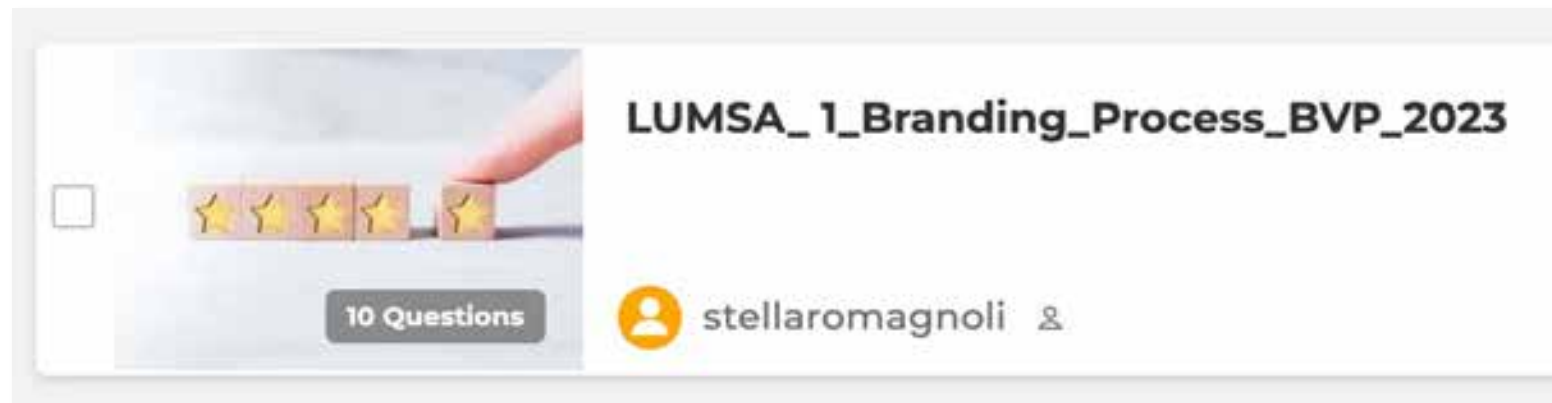 LUMSA_ 1_Branding_Process_BVP_2023
10 Questions
stellaromagnoli